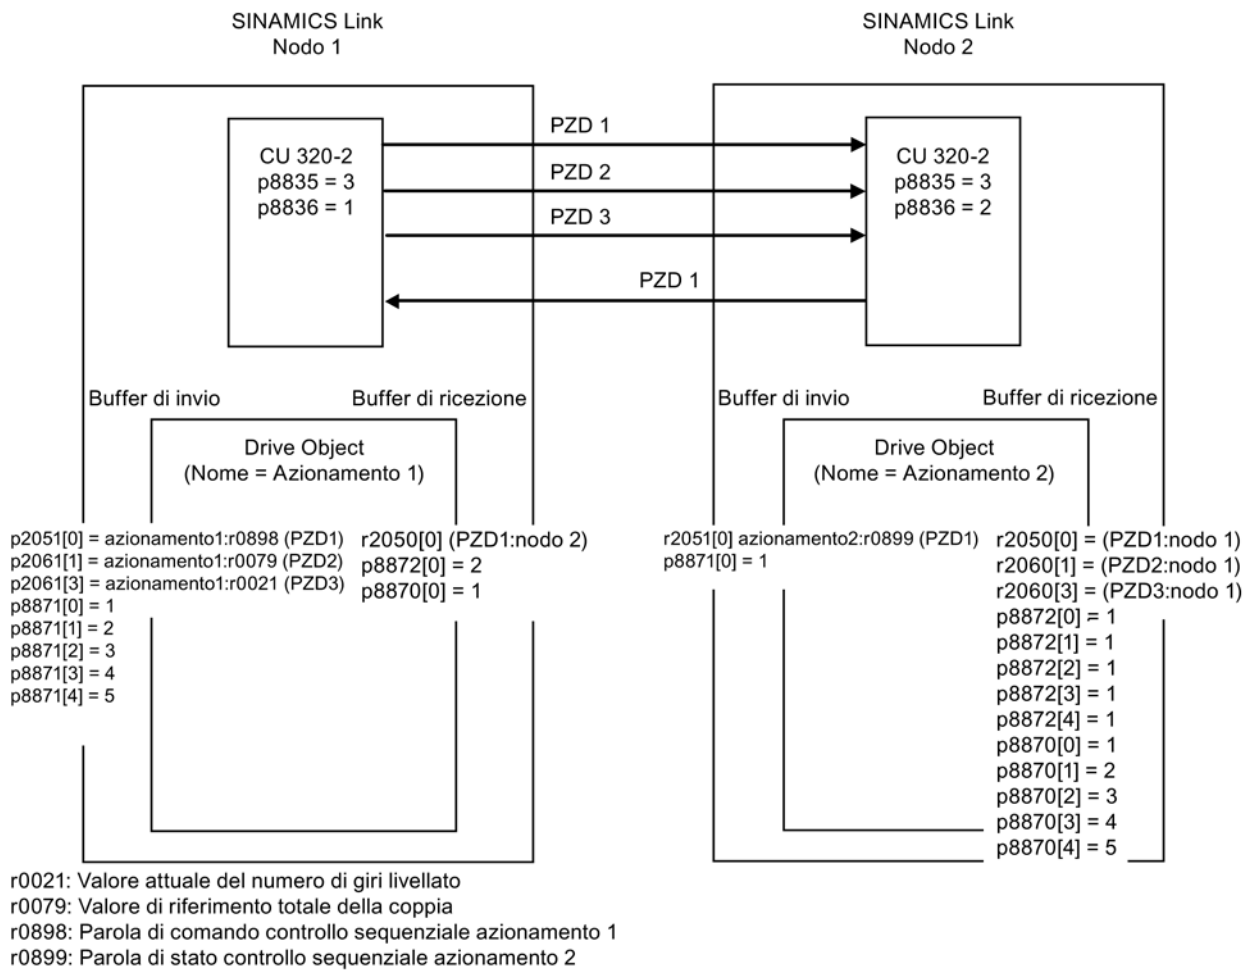 SINAMICS Link
Nodo 1
SINAMICS Link
Nodo 2
CU 320-2
p8835 = 3
p8836 = 1
PZD 1
PZD 2
PZD 3
PZD 1
CU 320-2
p8835 = 3
p8836 = 2
Buffer di invio
Buffer di ricezione
Drive Object
(Nome = Azionamento 1)
p2051[0] = azionamento1:r0898 (PZD1)
p2061[1] = azionamento1:r0079 (PZD2)
p2061[3] = azionamento1:r0021 (PZD3)
p8871[0] = 1
p8871[1] = 2
p8871[2] = 3
p8871[3] = 4
p8871[4] = 5
r2050[0] (PZD1:nodo 2)
p8872[0] = 2
p8870[0] = 1
Buffer di invio
Buffer di ricezione
Drive Object
(Nome = Azionamento 2)
r2051[0] azionamento2:r0899 (PZD1)
p8871[0] = 1
r2050[0] = (PZD1:nodo 1)
r2060[1] = (PZD2:nodo 1)
r2060[3] = (PZD3:nodo 1)
p8872[0] = 1
p8872[1] = 1
p8872[2] = 1
p8872[3] = 1
p8872[4] = 1
p8870[0] = 1
p8870[1] = 2
p8870[2] = 3
p8870[3] = 4
p8870[4] = 5
r0021: Valore attuale del numero di giri livellato
r0079: Valore di riferimento totale della coppia
r0898: Parola di comando controllo sequenziale azionamento 1
r0899: Parola di stato controllo sequenziale azionamento 2